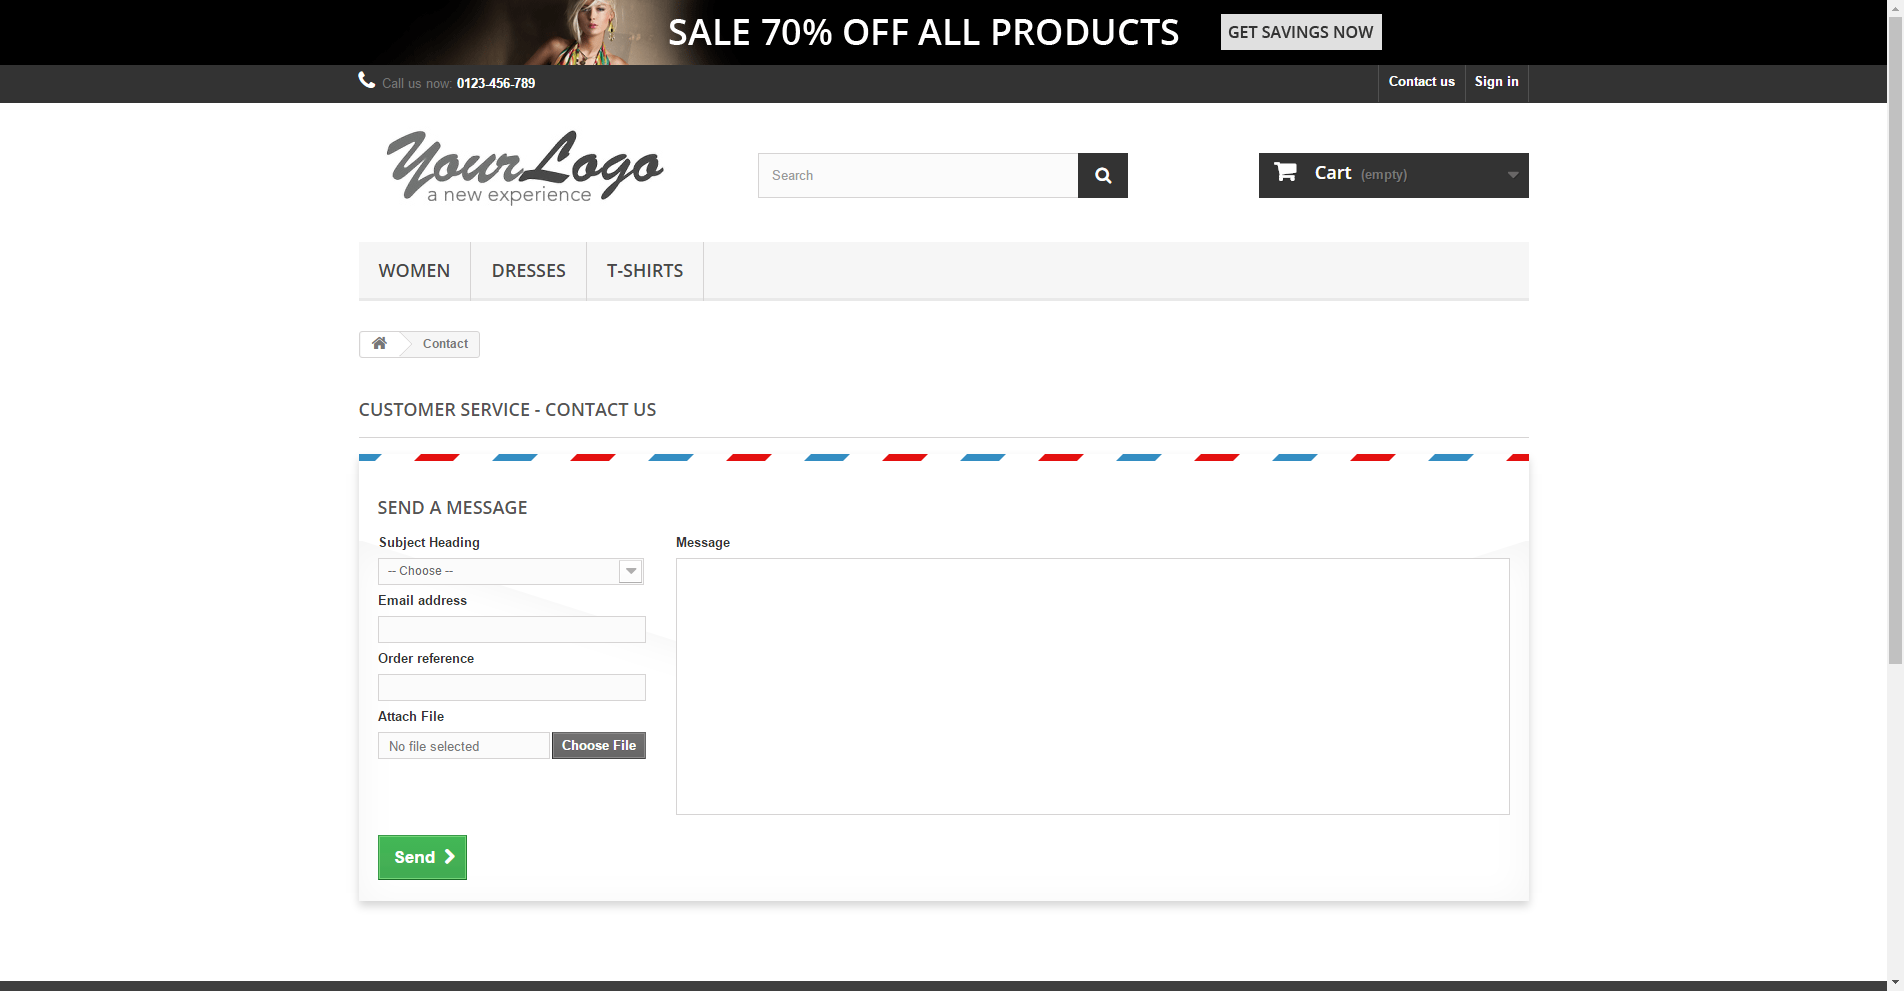 SALE 70% OFF ALL PRODUCTS GET SAVINGS NOW
Call us now: 0123-456-789 Contact us Sign in
YourLogo
a new experience
Search
Cart (empty)
WOMEN DRESSES T-SHIRTS
Contact
CUSTOMER SERVICE - CONTACT US
SEND A MESSAGE
Subject Heading
-- Choose --
Email address
Order reference
Attach File
No file selected Choose File
Message
Send